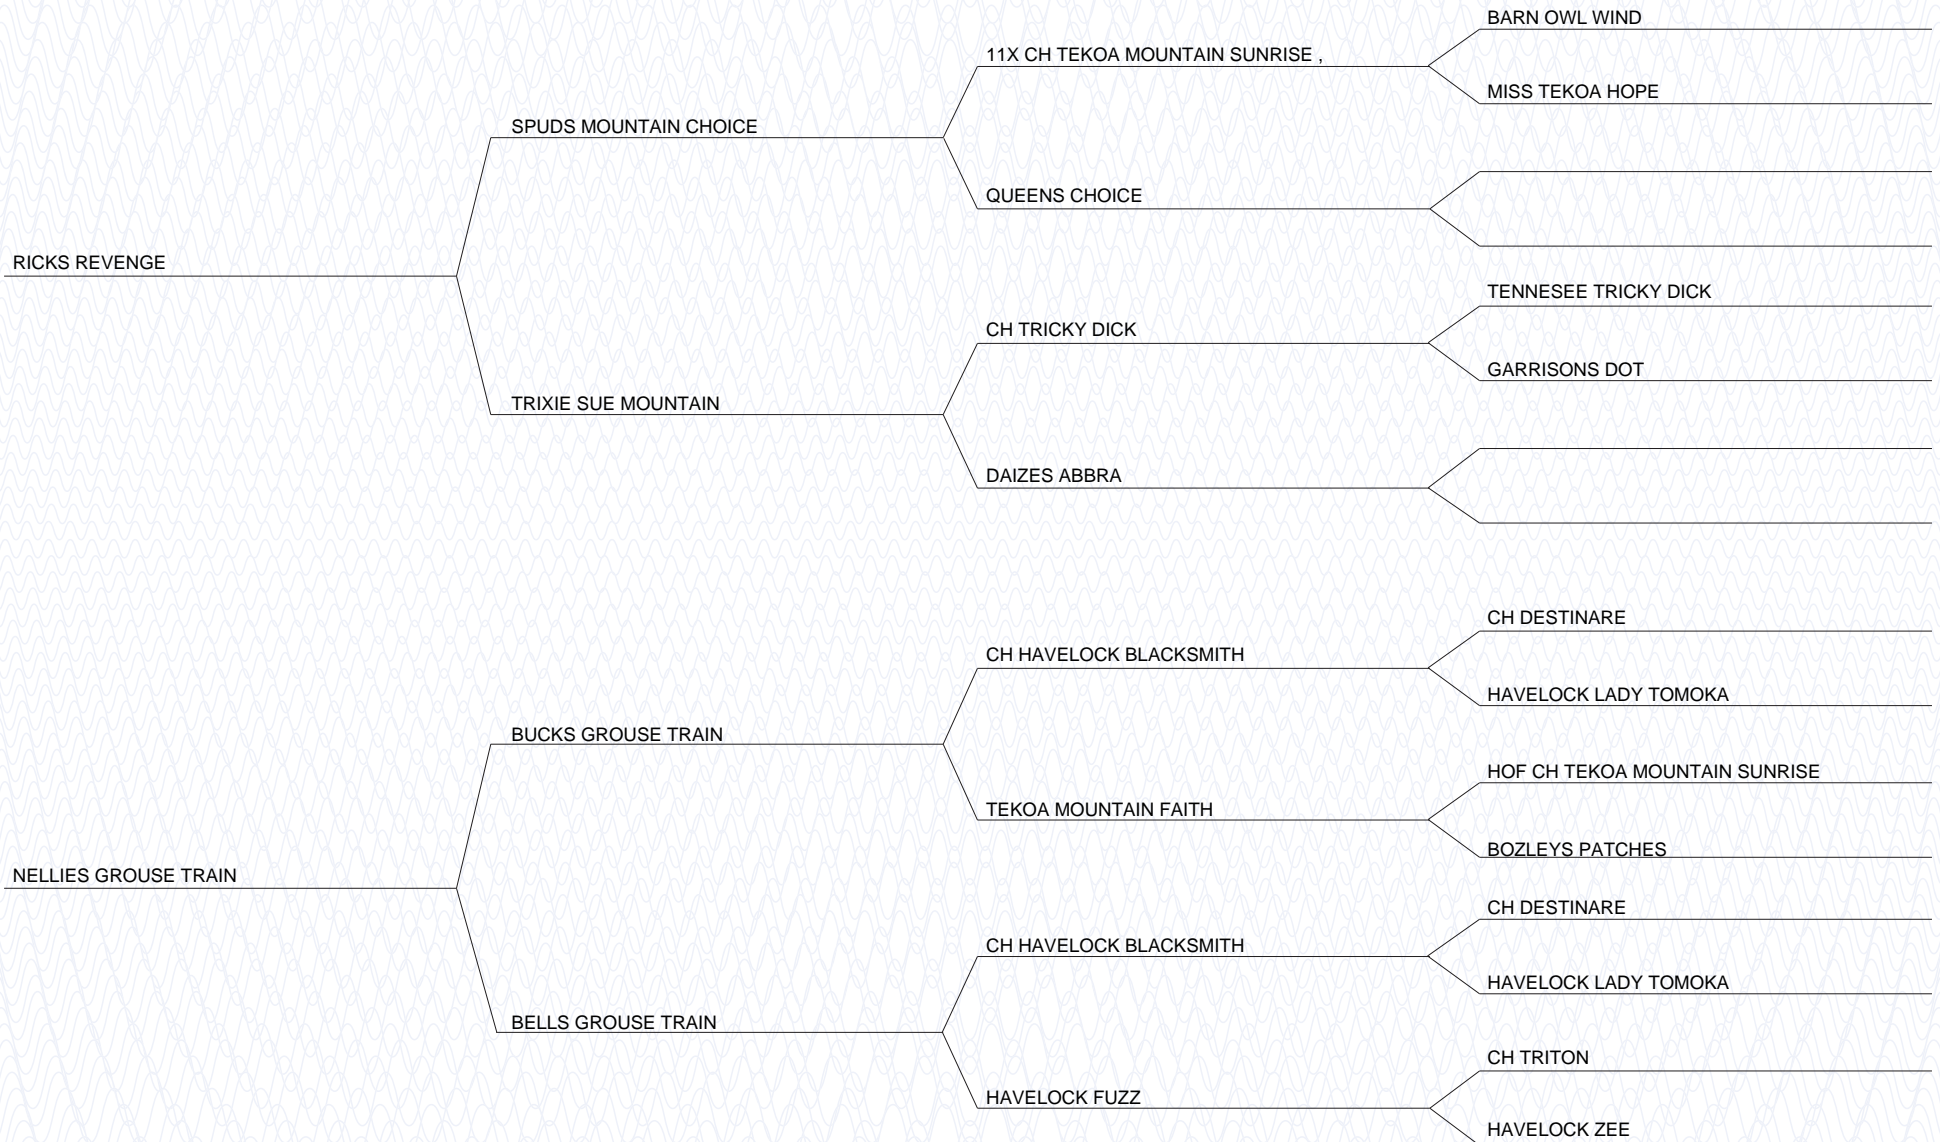 BARN OWL WIND
11X CH TEKOA MOUNTAIN SUNRISE ,
MISS TEKOA HOPE
SPUDS MOUNTAIN CHOICE
QUEENS CHOICE
RICKS REVENGE
TENNESEE TRICKY DICK
CH TRICKY DICK
GARRISONS DOT
TRIXIE SUE MOUNTAIN
DAIZES ABBRA
CH DESTINARE
CH HAVELOCK BLACKSMITH
HAVELOCK LADY TOMOKA
BUCKS GROUSE TRAIN
HOF CH TEKOA MOUNTAIN SUNRISE
TEKOA MOUNTAIN FAITH
BOZLEYS PATCHES
NELLIES GROUSE TRAIN
CH DESTINARE
CH HAVELOCK BLACKSMITH
HAVELOCK LADY TOMOKA
BELLS GROUSE TRAIN
CH TRITON
HAVELOCK FUZZ
HAVELOCK ZEE